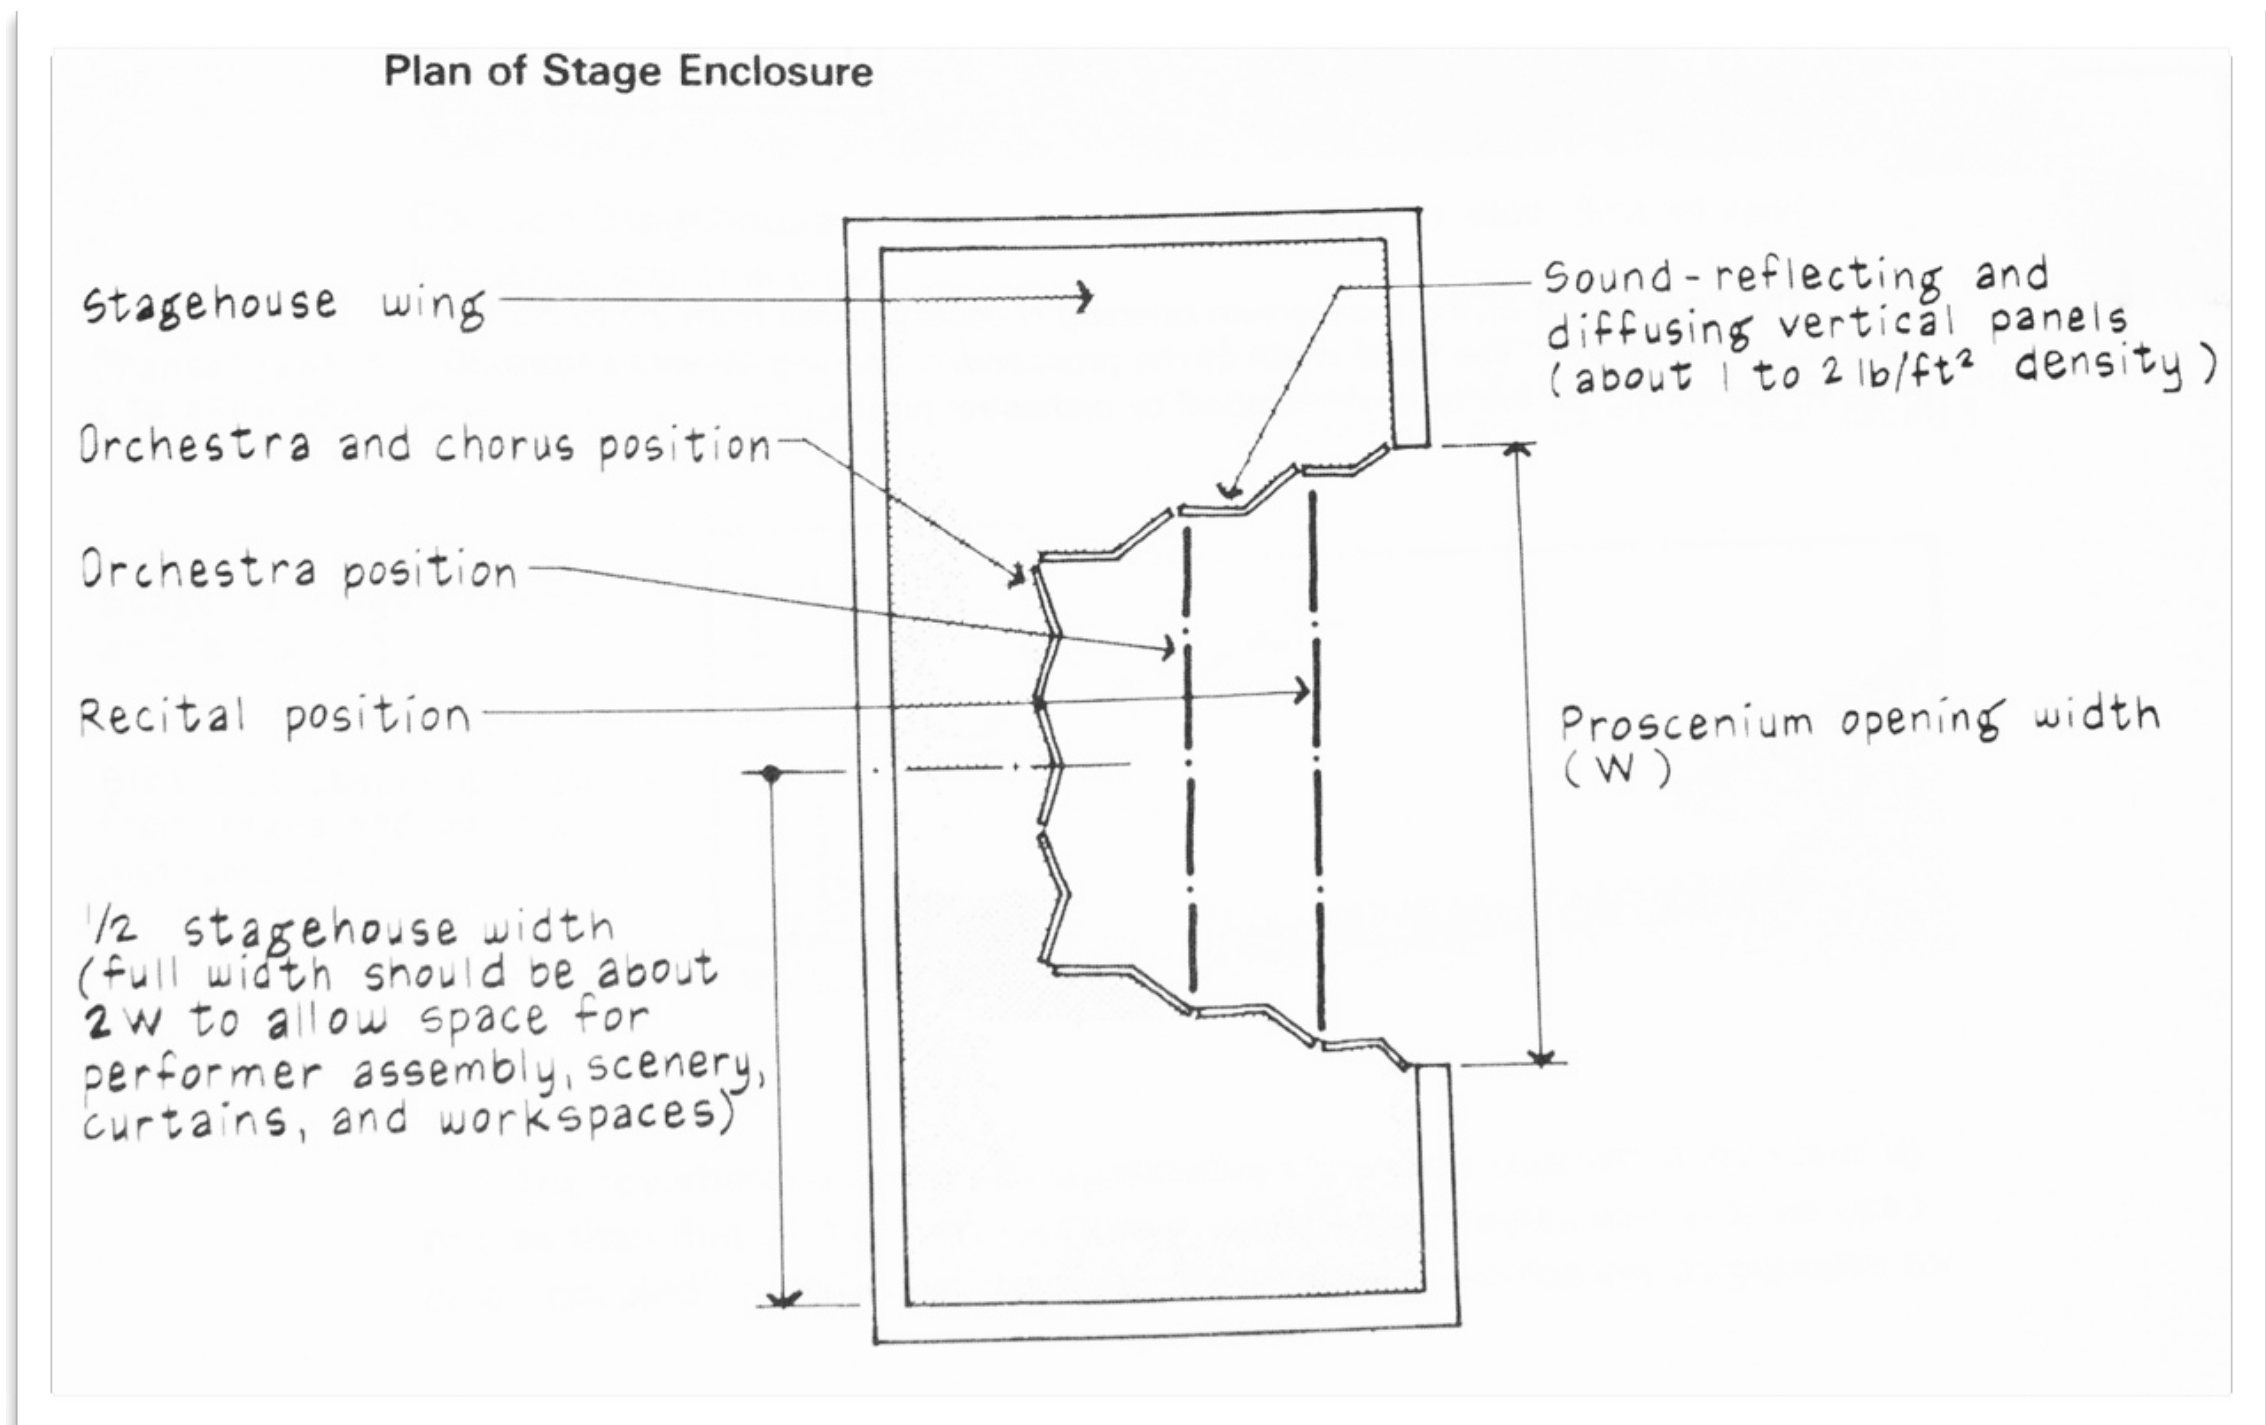 Plan of Stage Enclosure
Stagehouse wing
Orchestra and chorus position
Orchestra position
Recital position
1/2 stagehouse width
(full width should be about
2W to allow space for
performer assembly, scenery,
curtains, and workspaces)
Sound-reflecting and
diffusing vertical panels
(about 1 to 2 lb/ft² density)
Proscenium opening width
(W)